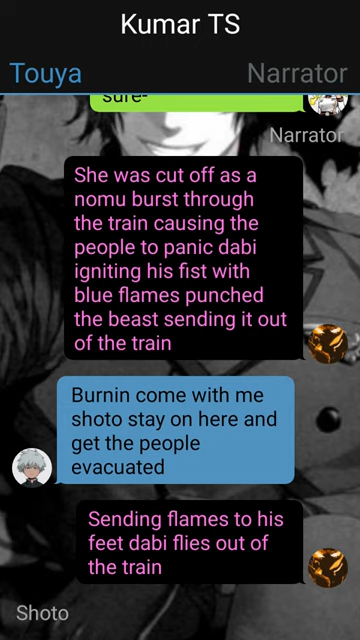 Kumar TS
Touya
Narrator
sure-
Narrator
She was cut off as a
nomu burst through
the train causing the
people to panic dabi
igniting his fist with
blue flames punched
the beast sending it out
of the train
Burnin come with me
shoto stay on here and
get the people
evacuated
Sending flames to his
feet dabi flies out of
the train
Shoto